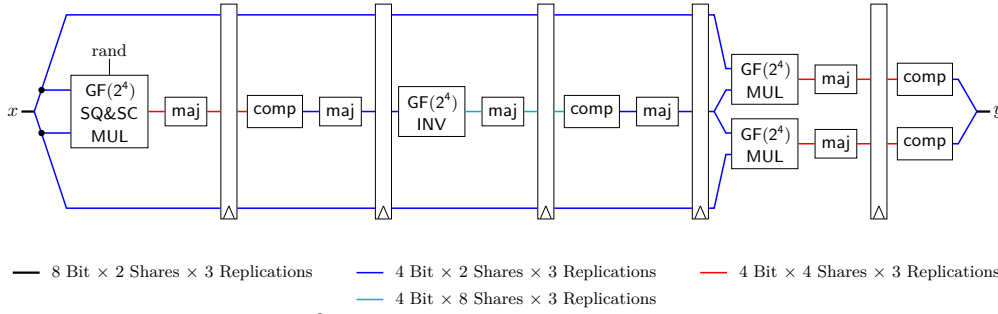 rand
GF(2⁴)
SQ&SC
MUL
x
maj
comp
maj
GF(2⁴)
INV
maj
comp
maj
GF(2⁴)
MUL
maj
comp
GF(2⁴)
MUL
maj
comp
y
8 Bit × 2 Shares × 3 Replications
4 Bit × 2 Shares × 3 Replications
4 Bit × 4 Shares × 3 Replications
4 Bit × 8 Shares × 3 Replications